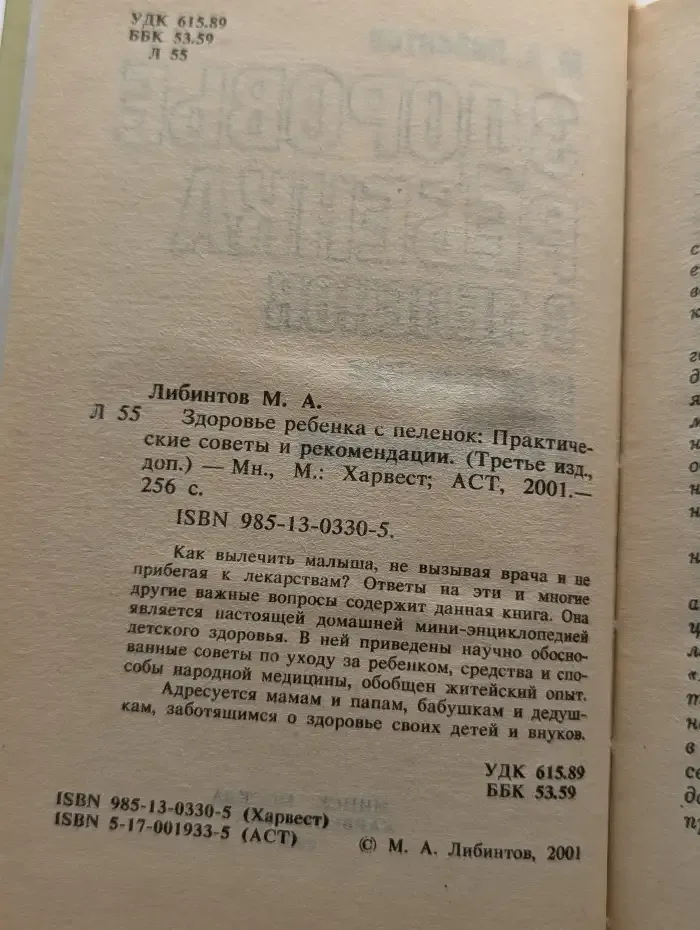 УДК 615.89
ББК 53.59
Л 55
Либинтов М. А.
Л 55 Здоровье ребенка с пеленок: Практиче-
ские советы и рекомендации. (Третье изд.,
доп.) — Мн., М.: Харвест; АСТ, 2001.—
256 с.
ISBN 985-13-0330-5.
Как вылечить малыша, не вызывая врача и не
прибегая к лекарствам? Ответы на эти и многие
другие важные вопросы содержит данная книга. Она
является настоящей домашней мини-энциклопедией
детского здоровья. В ней приведены научно обосно-
ванные советы по уходу за ребенком, средства и спо-
собы народной медицины, обобщен житейский опыт.
Адресуется мамам и папам, бабушкам и дедуш-
кам, заботящимся о здоровье своих детей и внуков.
УДК 615.89
ББК 53.59
ISBN 985-13-0330-5 (Харвест)
ISBN 5-17-001933-5 (АСТ)
© М. А. Либинтов, 2001